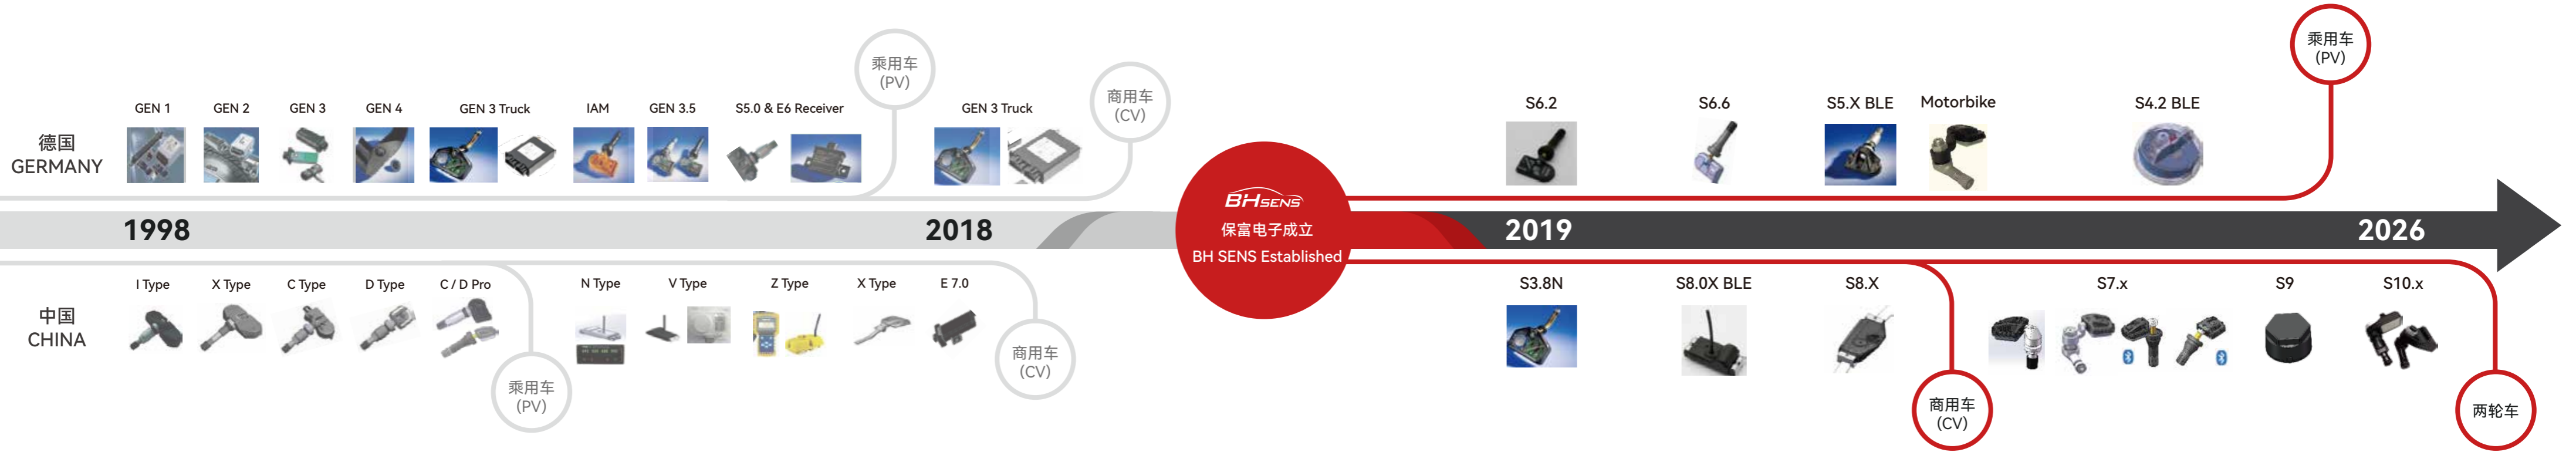 乘用车
(PV)
商用车
(CV)
乘用车
(PV)
GEN 1
GEN 2
GEN 3
GEN 4
GEN 3 Truck
IAM
GEN 3.5
S5.0 & E6 Receiver
GEN 3 Truck
S6.2
S6.6
S5.X BLE
Motorbike
S4.2 BLE
德国
GERMANY
1998
2018
BHSENS
保富电子成立
BH SENS Established
2019
2026
中国
CHINA
I Type
X Type
C Type
D Type
C / D Pro
N Type
V Type
Z Type
X Type
E 7.0
S3.8N
S8.0X BLE
S8.X
S7.x
S9
S10.x
乘用车
(PV)
商用车
(CV)
商用车
(CV)
两轮车